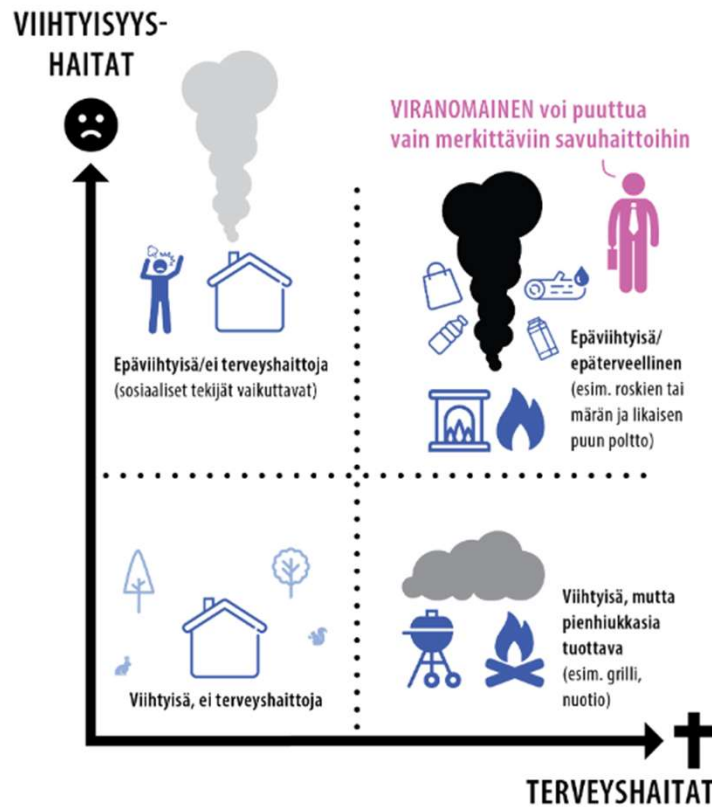 VIIHTYISYYS-
HAITAT
VIRANOMAINEN voi puuttua
vain merkittäviin savuhaittoihin
Epäviihtyisä/ei terveyshaittoja
(sosiaaliset tekijät vaikuttavat)
Epäviihtyisä/
epäterveellinen
(esim. roskien tai
märän ja likaisen
puun poltto)
Viihtyisä, ei terveyshaittoja
Viihtyisä, mutta
pienhiukkasia
tuottava
(esim. grilli,
nuotio)
TERVEYSHAITAT